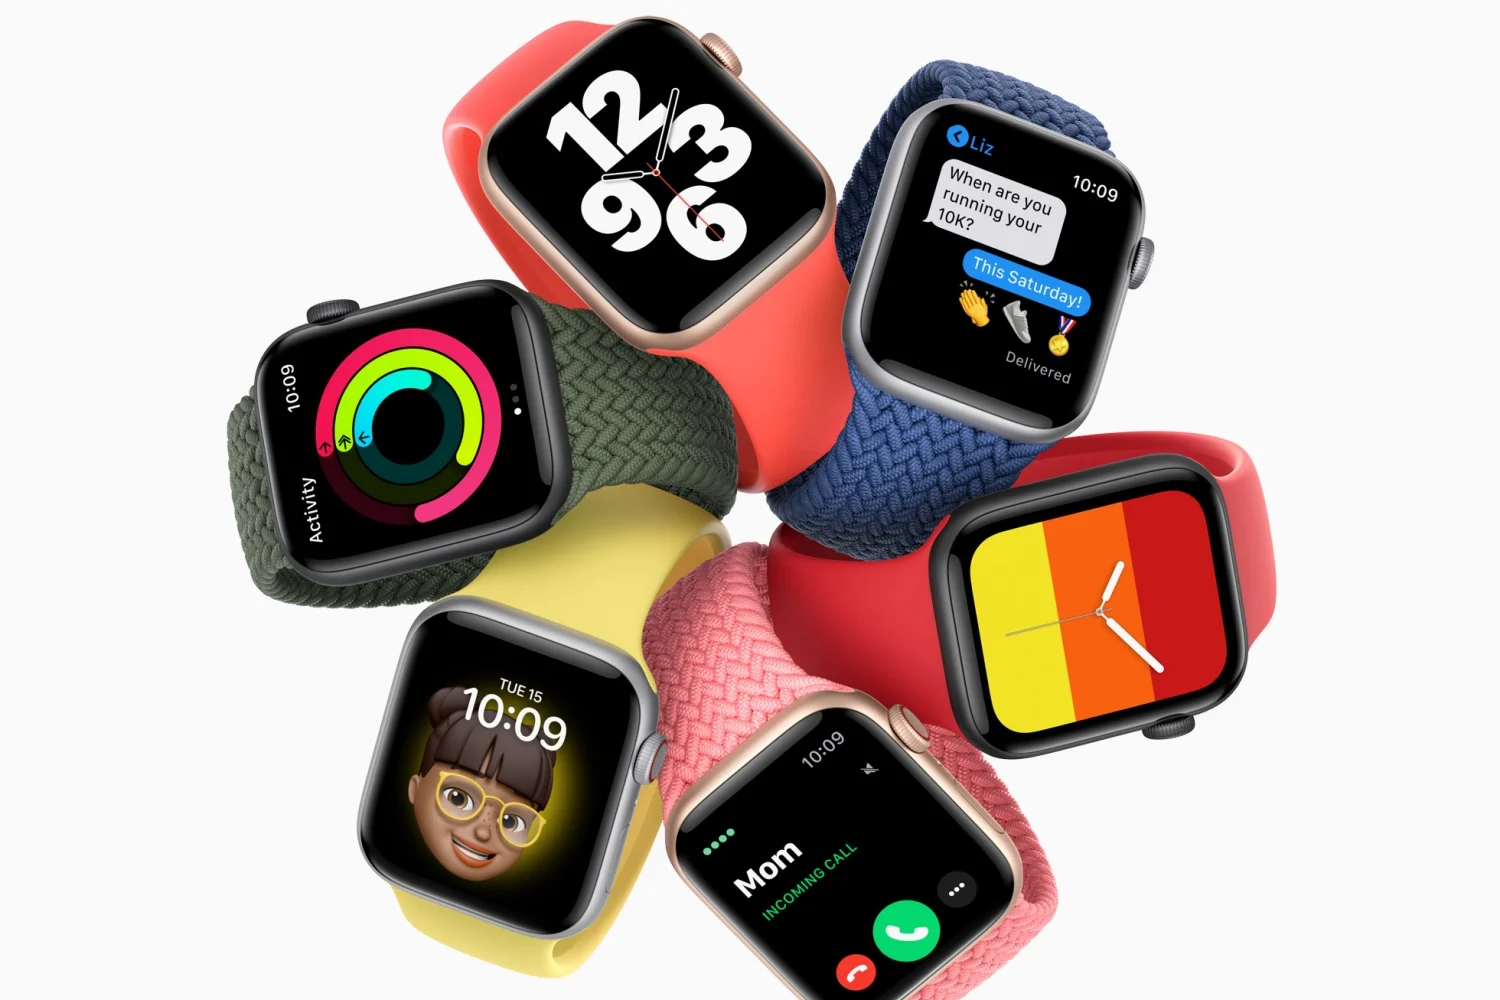 12
3
9
6
Liz
10:09
When are you
running your
10K?
This Saturday!
Delivered
10:09
Activity
TUE 15
10:09
10:09
Mom
INCOMING CALL